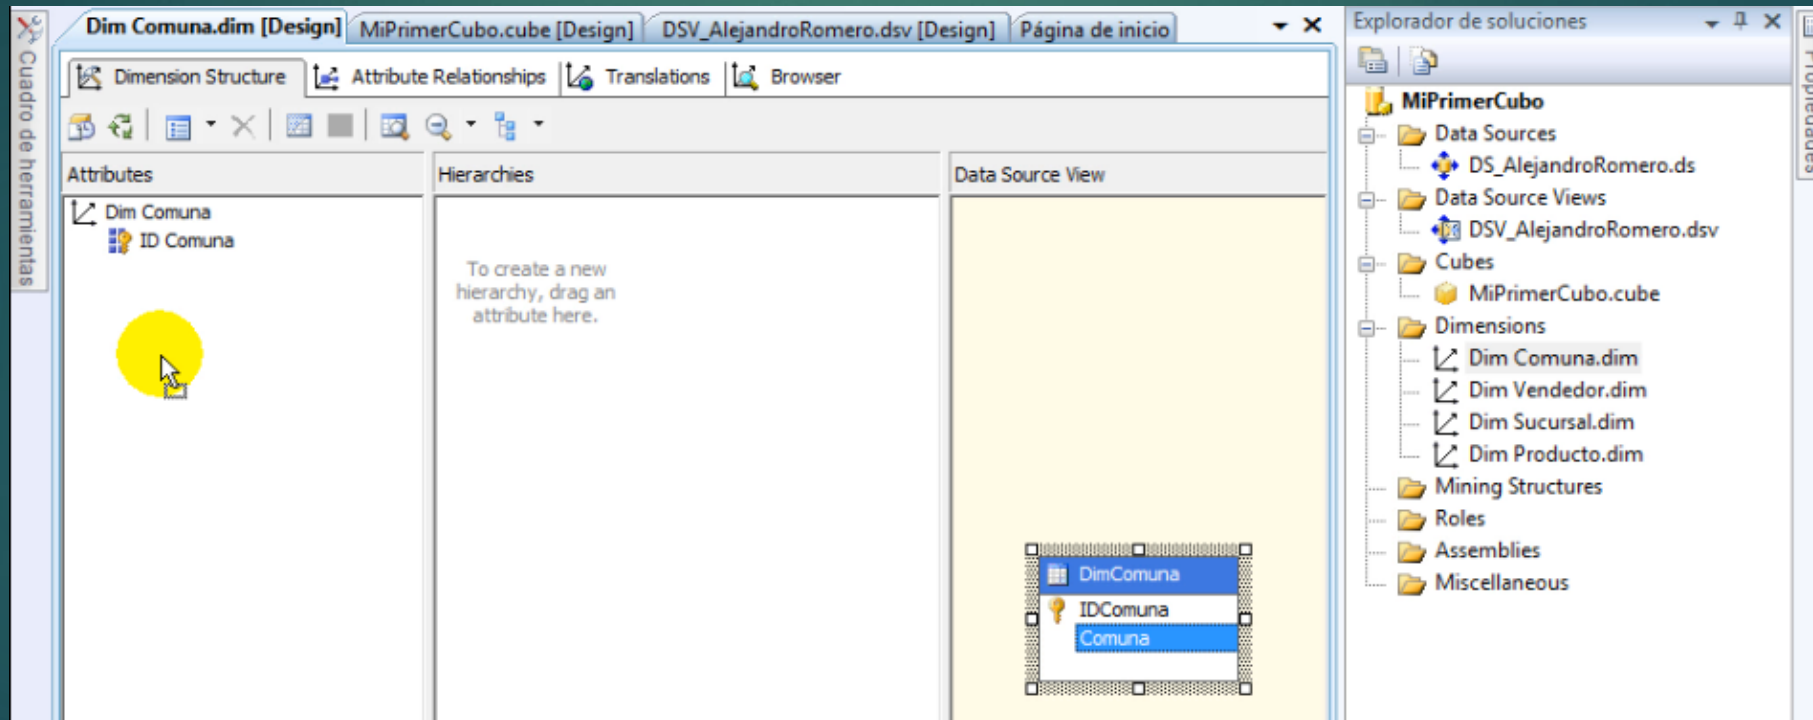 Cuadro de herramientas
Dim Comuna.dim [Design]
MiPrimerCubo.cube [Design]
DSV_AlejandroRomero.dsv [Design]
Página de inicio
Dimension Structure
Attribute Relationships
Translations
Browser
Attributes
Dim Comuna
ID Comuna
Hierarchies
To create a new
hierarchy, drag an
attribute here.
Data Source View
DimComuna
IDComuna
Comuna
Explorador de soluciones
MiPrimerCubo
Data Sources
DS_AlejandroRomero.ds
Data Source Views
DSV_AlejandroRomero.dsv
Cubes
MiPrimerCubo.cube
Dimensions
Dim Comuna.dim
Dim Vendedor.dim
Dim Sucursal.dim
Dim Producto.dim
Mining Structures
Roles
Assemblies
Miscellaneous
Propiedades